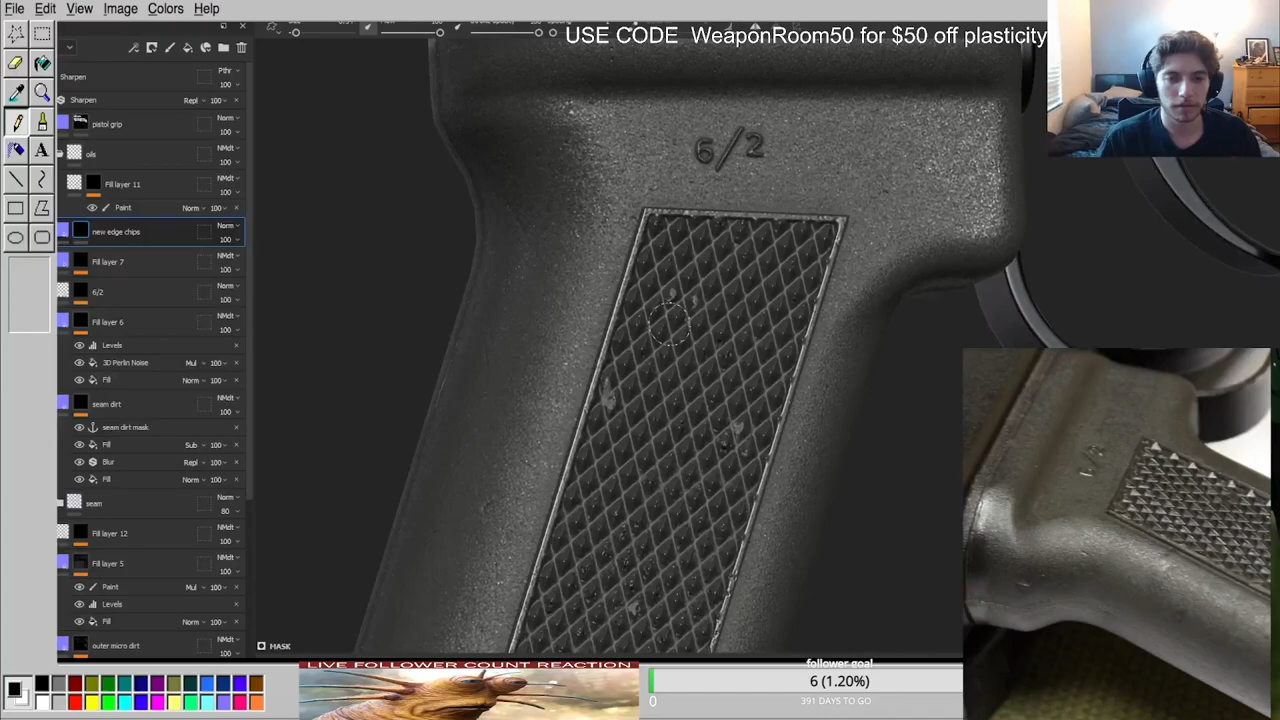 File Edit View Image Colors Help
USE CODE WeaponRoom50 for $50 off plasticity
Sharpen Pthr 100
Sharpen Repl 100
pistol grip Norm 100
oils NMdt 100
Fill layer 11 NMdt 100
Paint Norm 100
new edge chips Norm 100
Fill layer 7 NMdt 100
6/2 Norm 100
Fill layer 6 NMdt 100
Levels
3D Perlin Noise Mul 100
Fill Norm 100
seam dirt NMdt 100
seam dirt mask
Fill Sub 100
Blur Repl 100
Fill Norm 100
seam Norm 80
Fill layer 12 NMdt 100
Fill layer 5 NMdt 100
Paint Mul 100
Levels
Fill Norm 100
outer micro dirt NMdt 100
6/2
MASK
LIVE FOLLOWER COUNT REACTION
follower goal
6 (1.20%)
0
391 DAYS TO GO